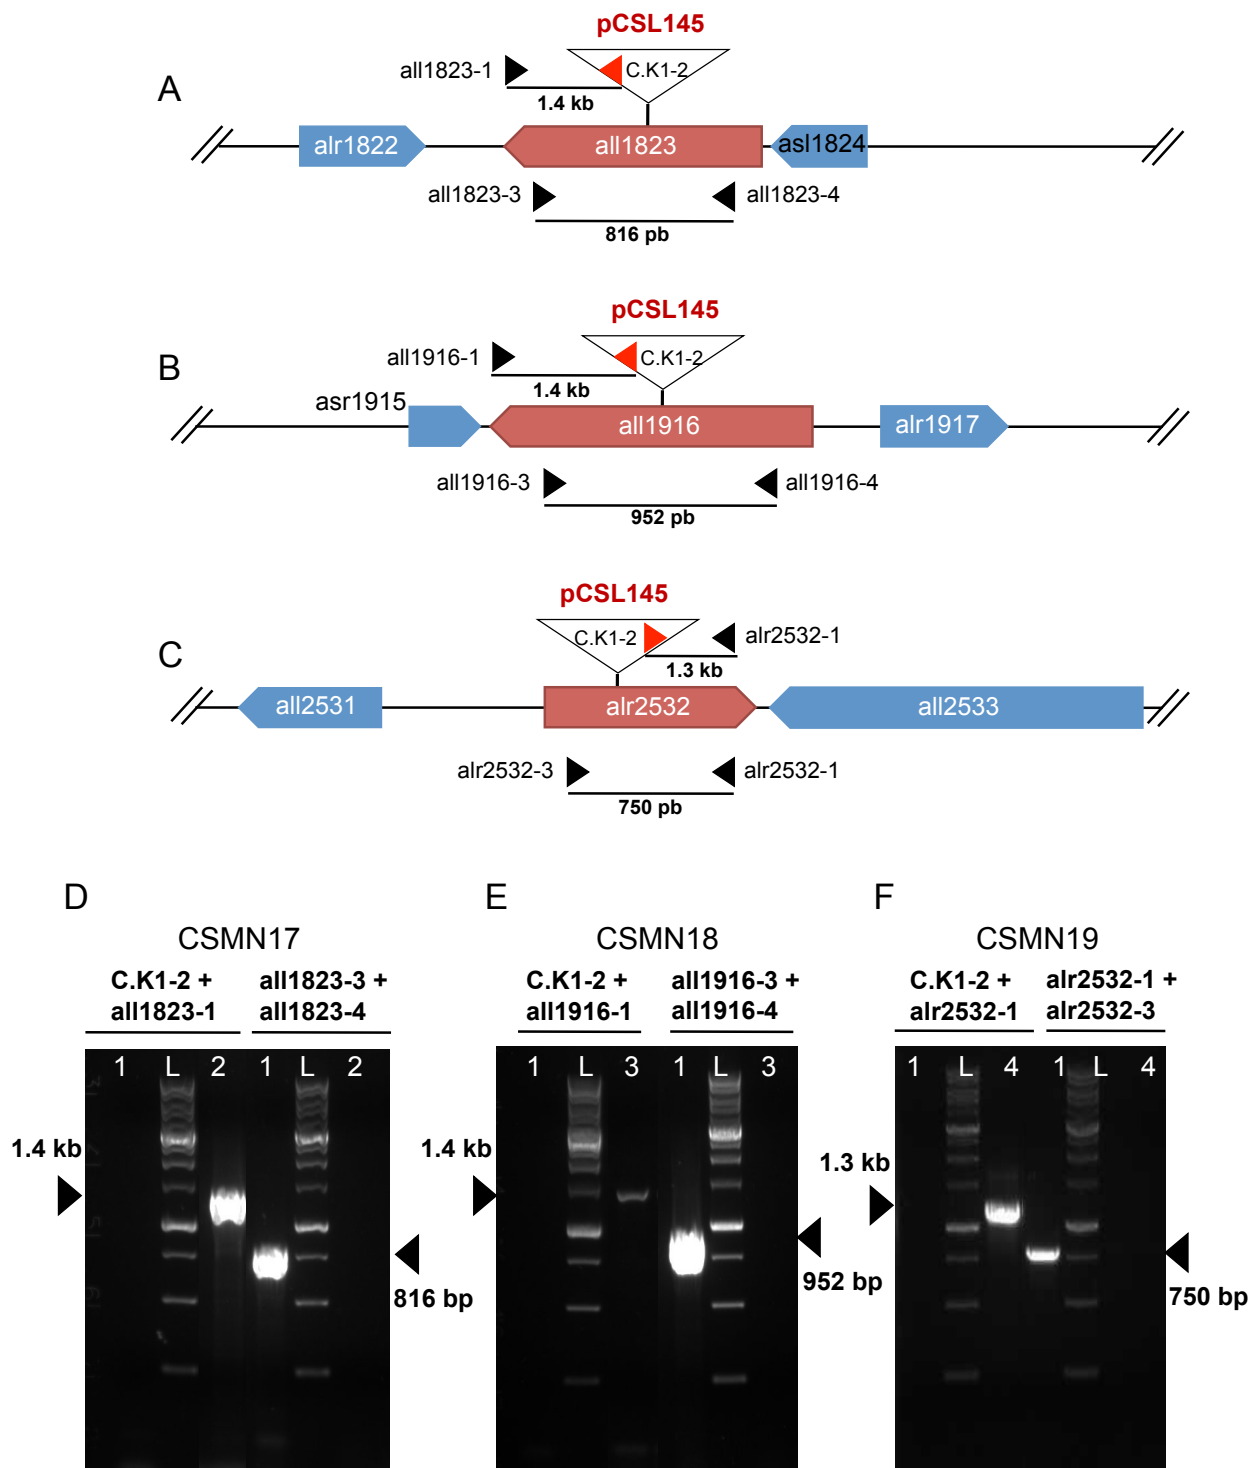 pCSL145
all1823-1
C.K1-2
1.4 kb
A
alr1822
all1823
asl1824
all1823-3
all1823-4
816 pb
pCSL145
all1916-1
C.K1-2
1.4 kb
B
asr1915
all1916
alr1917
all1916-3
all1916-4
952 pb
pCSL145
C.K1-2
alr2532-1
1.3 kb
C
all2531
alr2532
all2533
alr2532-3
alr2532-1
750 pb
D
CSMN17
C.K1-2 +
all1823-1
all1823-3 +
all1823-4
1 L 2 1 L 2
1.4 kb
816 bp
E
CSMN18
C.K1-2 +
all1916-1
all1916-3 +
all1916-4
1 L 3 1 L 3
1.4 kb
952 bp
F
CSMN19
C.K1-2 +
alr2532-1
alr2532-1 +
alr2532-3
1 L 4 1 L 4
1.3 kb
750 bp